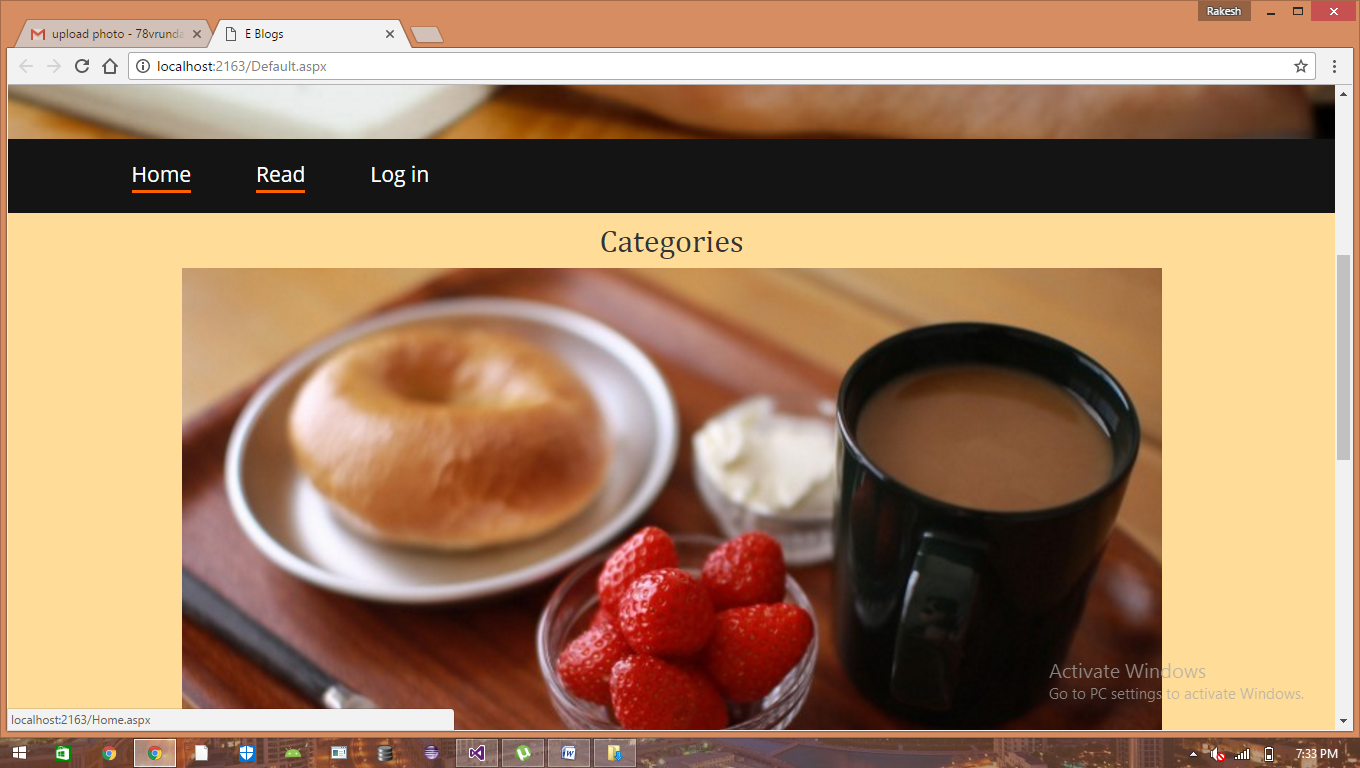 Rakesh
upload photo - 78vrunda
E Blogs
localhost:2163/Default.aspx
Home Read Log in
Categories
Activate Windows
Go to PC settings to activate Windows.
localhost:2163/Home.aspx
7:33 PM